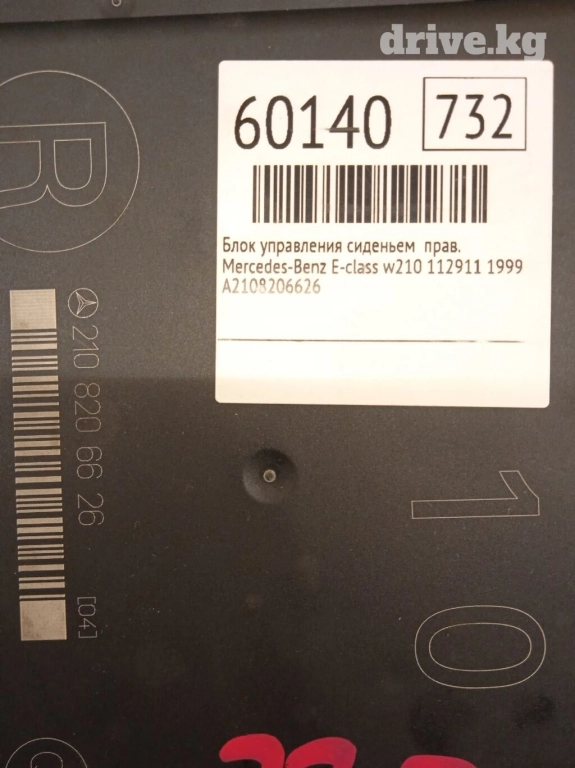 drive.kg
60140 732
Блок управления сиденьем прав.
Mercedes-Benz E-class w210 112911 1999
A2108206626
R
210 820 66 26 [04]
1
0